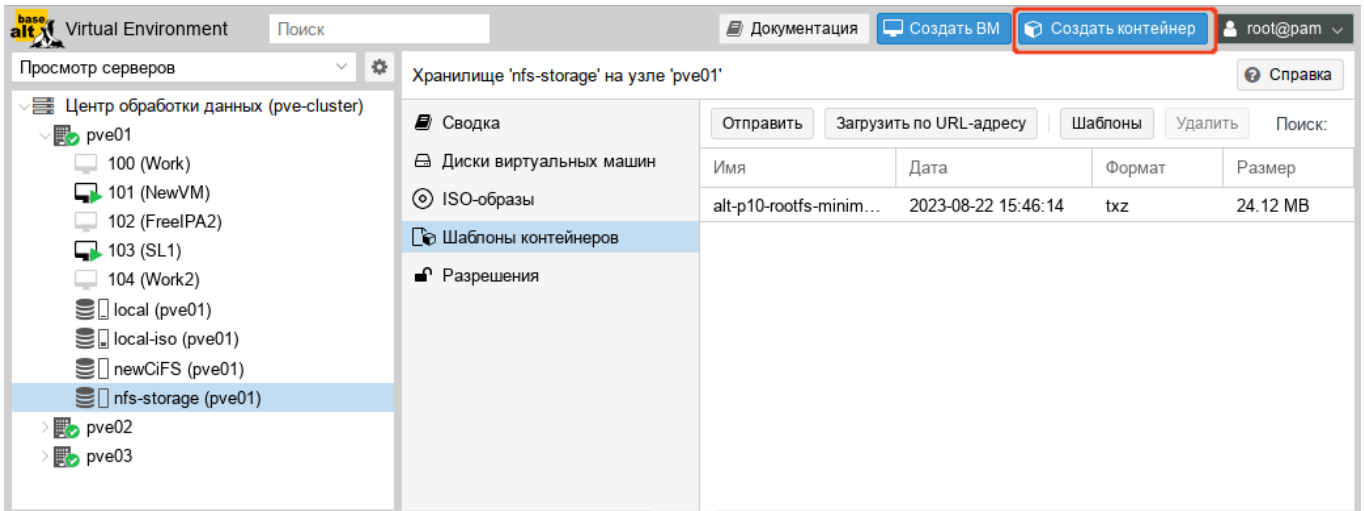 base
alt Virtual Environment Поиск Документация Создать ВМ Создать контейнер root@pam
Просмотр серверов
Хранилище 'nfs-storage' на узле 'pve01' Справка
Центр обработки данных (pve-cluster)
pve01
100 (Work)
101 (NewVM)
102 (FreeIPA2)
103 (SL1)
104 (Work2)
local (pve01)
local-iso (pve01)
newCiFS (pve01)
nfs-storage (pve01)
pve02
pve03
Сводка
Диски виртуальных машин
ISO-образы
Шаблоны контейнеров
Разрешения
Отправить Загрузить по URL-адресу Шаблоны Удалить Поиск:
Имя Дата Формат Размер
alt-p10-rootfs-minim... 2023-08-22 15:46:14 txz 24.12 MB